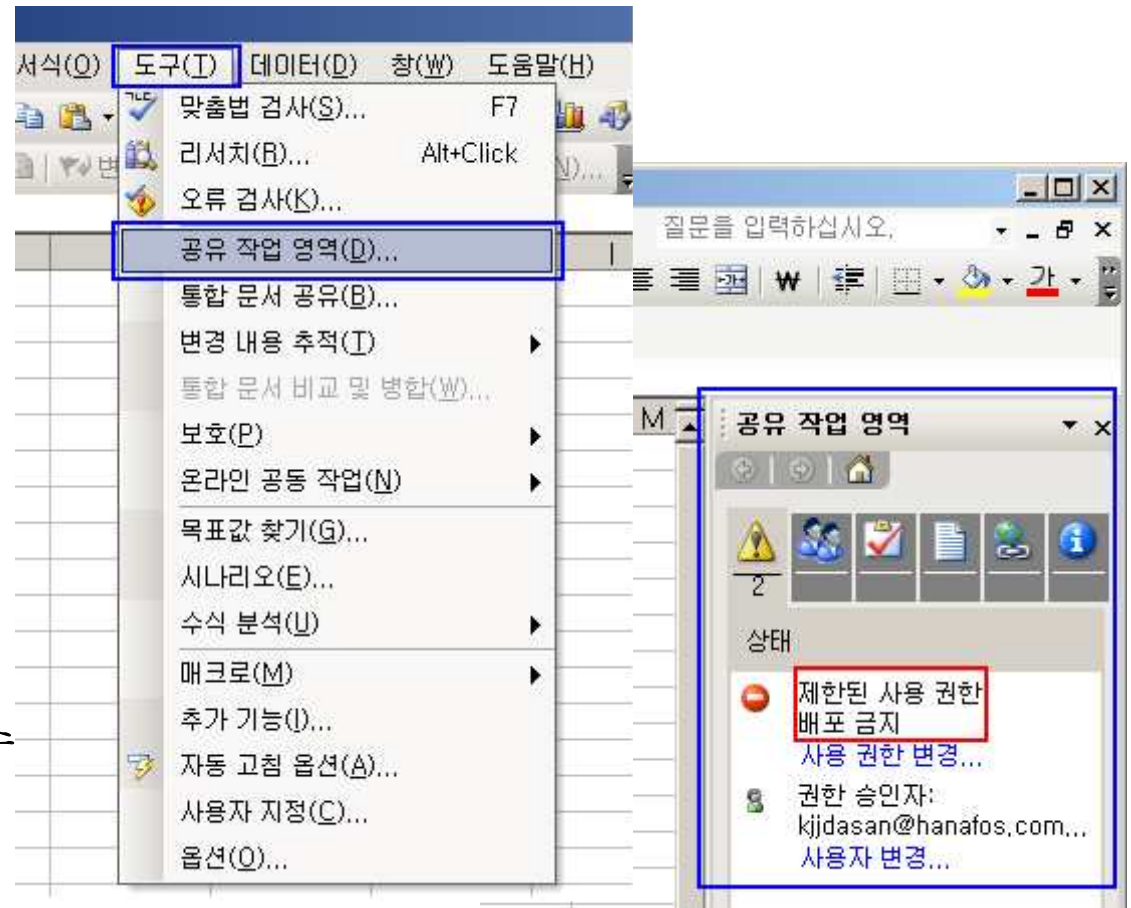 서식(O) 도구(T) 데이터(D) 창(W) 도움말(H)
맞춤법 검사(S)... F7
리서치(R)... Alt+Click
오류 검사(K)...
공유 작업 영역(D)...
통합 문서 공유(B)...
변경 내용 추적(T)
통합 문서 비교 및 병합(W)...
보호(P)
온라인 공동 작업(N)
목표값 찾기(G)...
시나리오(E)...
수식 분석(U)
매크로(M)
추가 기능(I)...
자동 고침 옵션(A)...
사용자 지정(C)...
옵션(O)...
변
N)...
I
질문을 입력하십시오.
가
M
공유 작업 영역
2
상태
제한된 사용 권한
배포 금지
사용 권한 변경...
권한 승인자:
kjjdasan@hanafos.com...
사용자 변경...